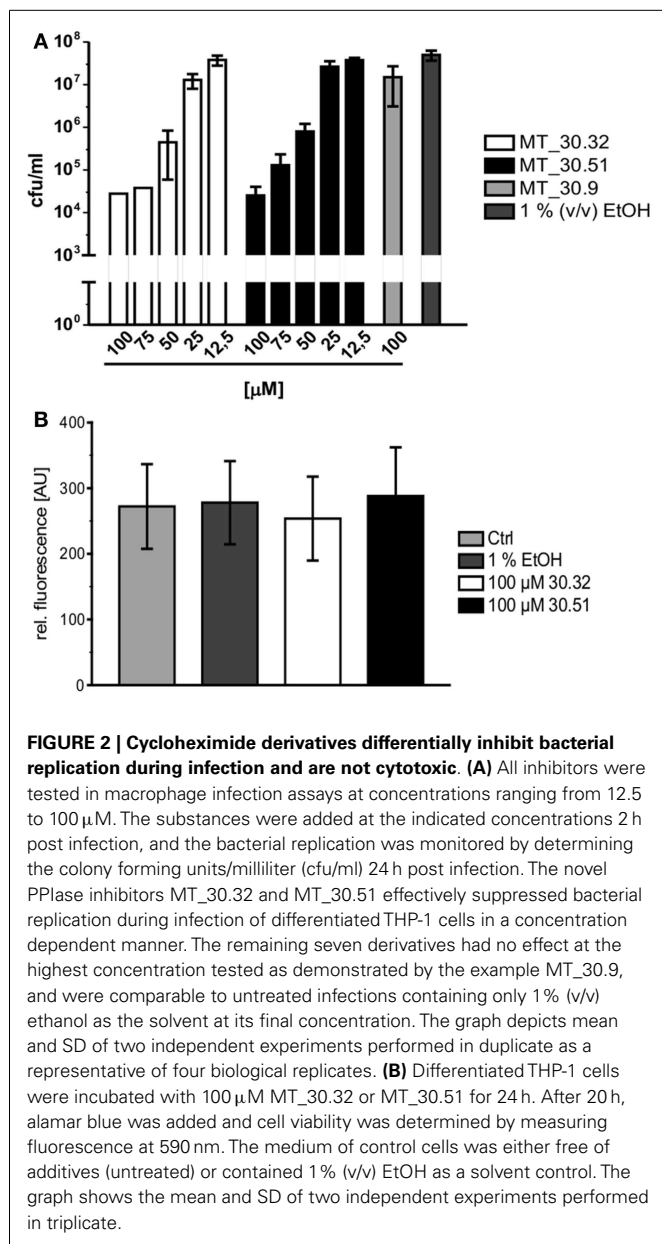 A
10⁸
10⁷
10⁶
10⁵
10⁴
10³
10⁰
cfu/ml
100 75 50 25 12,5 100 75 50 25 12,5 100
[µM]
MT_30.32
MT_30.51
MT_30.9
1 % (v/v) EtOH
B
400
300
200
100
0
rel. fluorescence [AU]
Ctrl
1 % EtOH
100 µM 30.32
100 µM 30.51
FIGURE 2 | Cycloheximide derivatives differentially inhibit bacterial
replication during infection and are not cytotoxic. (A) All inhibitors were
tested in macrophage infection assays at concentrations ranging from 12.5
to 100 µM. The substances were added at the indicated concentrations 2 h
post infection, and the bacterial replication was monitored by determining
the colony forming units/milliliter (cfu/ml) 24 h post infection. The novel
PPIase inhibitors MT_30.32 and MT_30.51 effectively suppressed bacterial
replication during infection of differentiated THP-1 cells in a concentration
dependent manner. The remaining seven derivatives had no effect at the
highest concentration tested as demonstrated by the example MT_30.9,
and were comparable to untreated infections containing only 1% (v/v)
ethanol as the solvent at its final concentration. The graph depicts mean
and SD of two independent experiments performed in duplicate as a
representative of four biological replicates. (B) Differentiated THP-1 cells
were incubated with 100 µM MT_30.32 or MT_30.51 for 24 h. After 20 h,
alamar blue was added and cell viability was determined by measuring
fluorescence at 590 nm. The medium of control cells was either free of
additives (untreated) or contained 1% (v/v) EtOH as a solvent control. The
graph shows the mean and SD of two independent experiments performed
in triplicate.